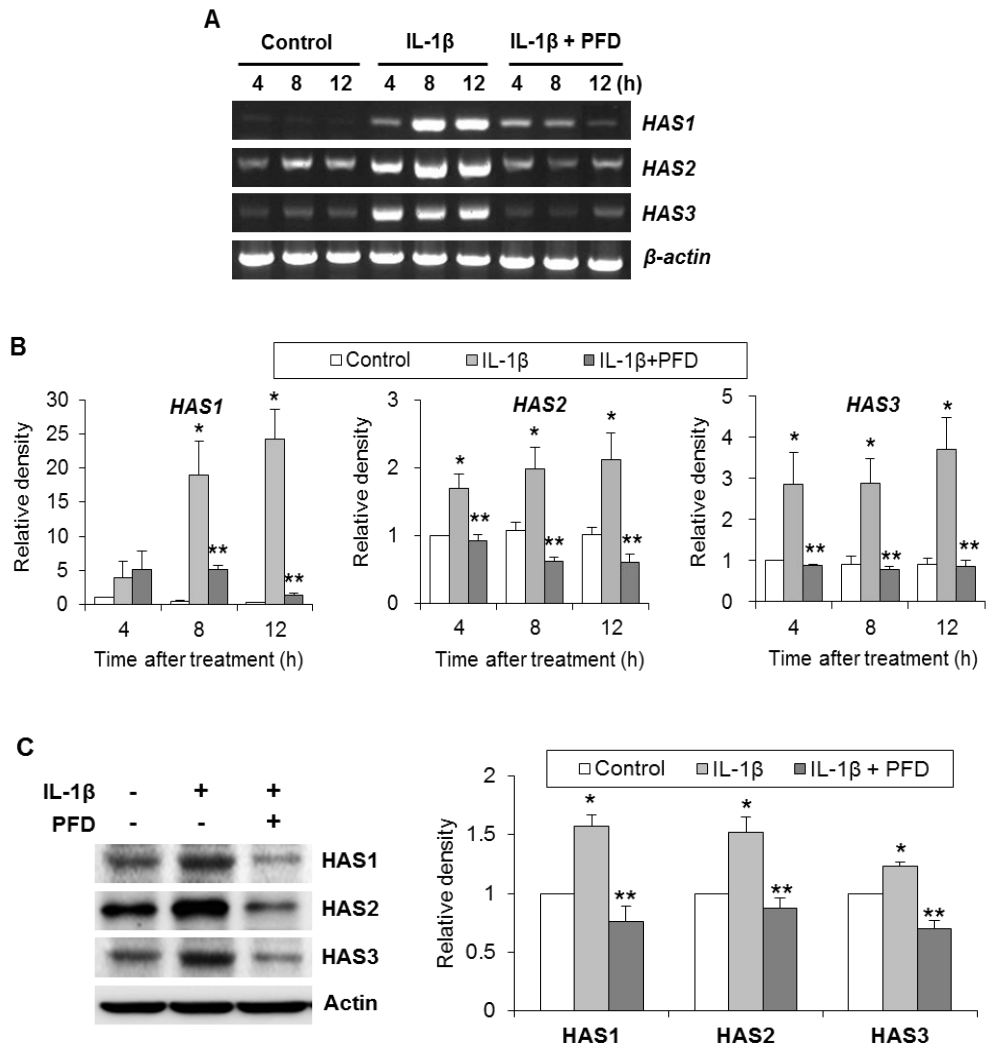 A
Control IL-1β IL-1β + PFD
4 8 12 4 8 12 4 8 12 (h)
HAS1
HAS2
HAS3
β-actin
B
Control IL-1β IL-1β+PFD
HAS1
Relative density
30
25
20
15
10
5
0
* ** * **
4 8 12
Time after treatment (h)
HAS2
Relative density
3
2
1
0
* ** * ** * **
4 8 12
Time after treatment (h)
HAS3
Relative density
5
4
3
2
1
0
* ** * ** * **
4 8 12
Time after treatment (h)
C
IL-1β - + +
PFD - - +
HAS1
HAS2
HAS3
Actin
Control IL-1β IL-1β + PFD
Relative density
2
1.5
1
0.5
0
* ** * ** * **
HAS1 HAS2 HAS3